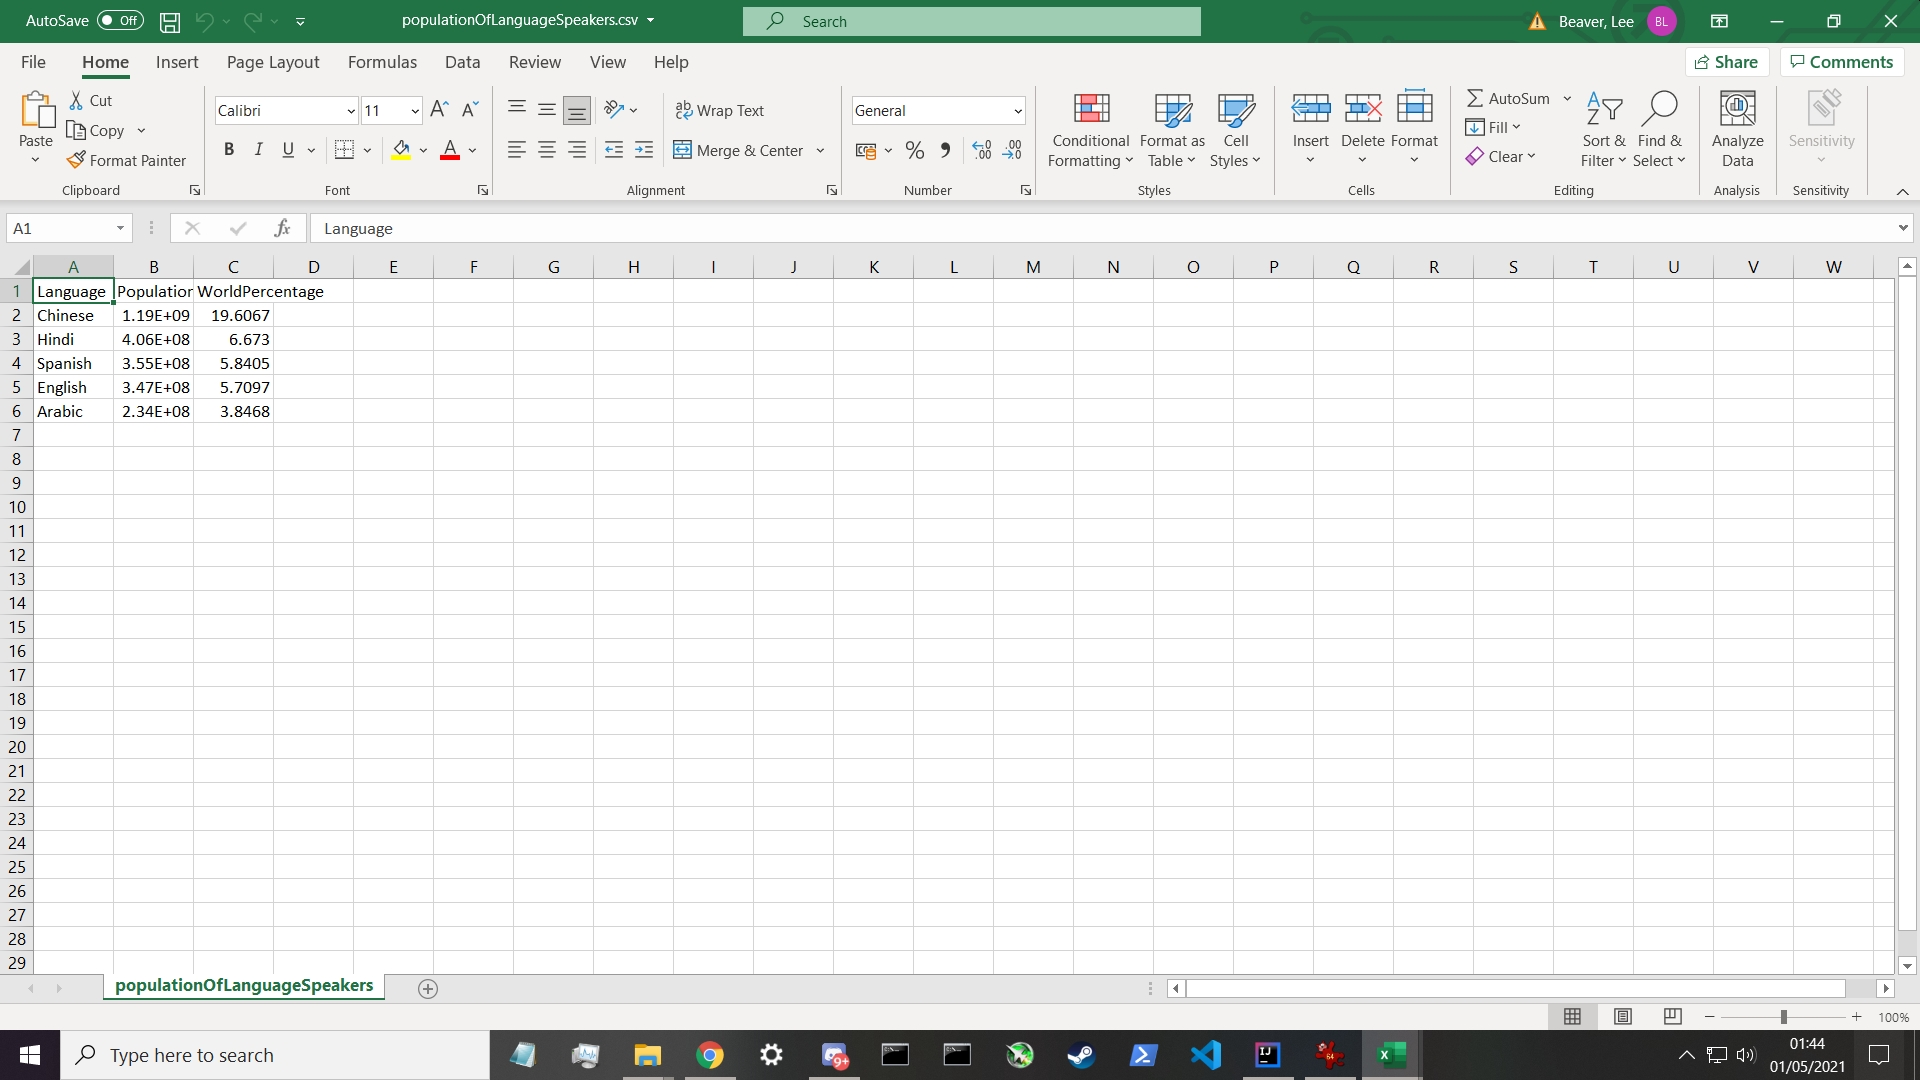 AutoSave Off populationOfLanguageSpeakers.csv Search Beaver, Lee BL
File Home Insert Page Layout Formulas Data Review View Help Share Comments
Paste Cut Copy Format Painter Clipboard
Calibri 11 A A B I U A Font
ab Wrap Text Merge & Center Alignment
General % Number
Conditional Formatting Format as Table Cell Styles Styles
Insert Delete Format Cells
AutoSum Fill Clear Sort & Filter Find & Select Editing
Analyze Data Analysis
Sensitivity Sensitivity
A1 fx Language
A B C D E F G H I J K L M N O P Q R S T U V W
1 Language Population WorldPercentage
2 Chinese 1.19E+09 19.6067
3 Hindi 4.06E+08 6.673
4 Spanish 3.55E+08 5.8405
5 English 3.47E+08 5.7097
6 Arabic 2.34E+08 3.8468
7
8
9
10
11
12
13
14
15
16
17
18
19
20
21
22
23
24
25
26
27
28
29
populationOfLanguageSpeakers
100%
Type here to search 9+ IJ 64 01:44
01/05/2021